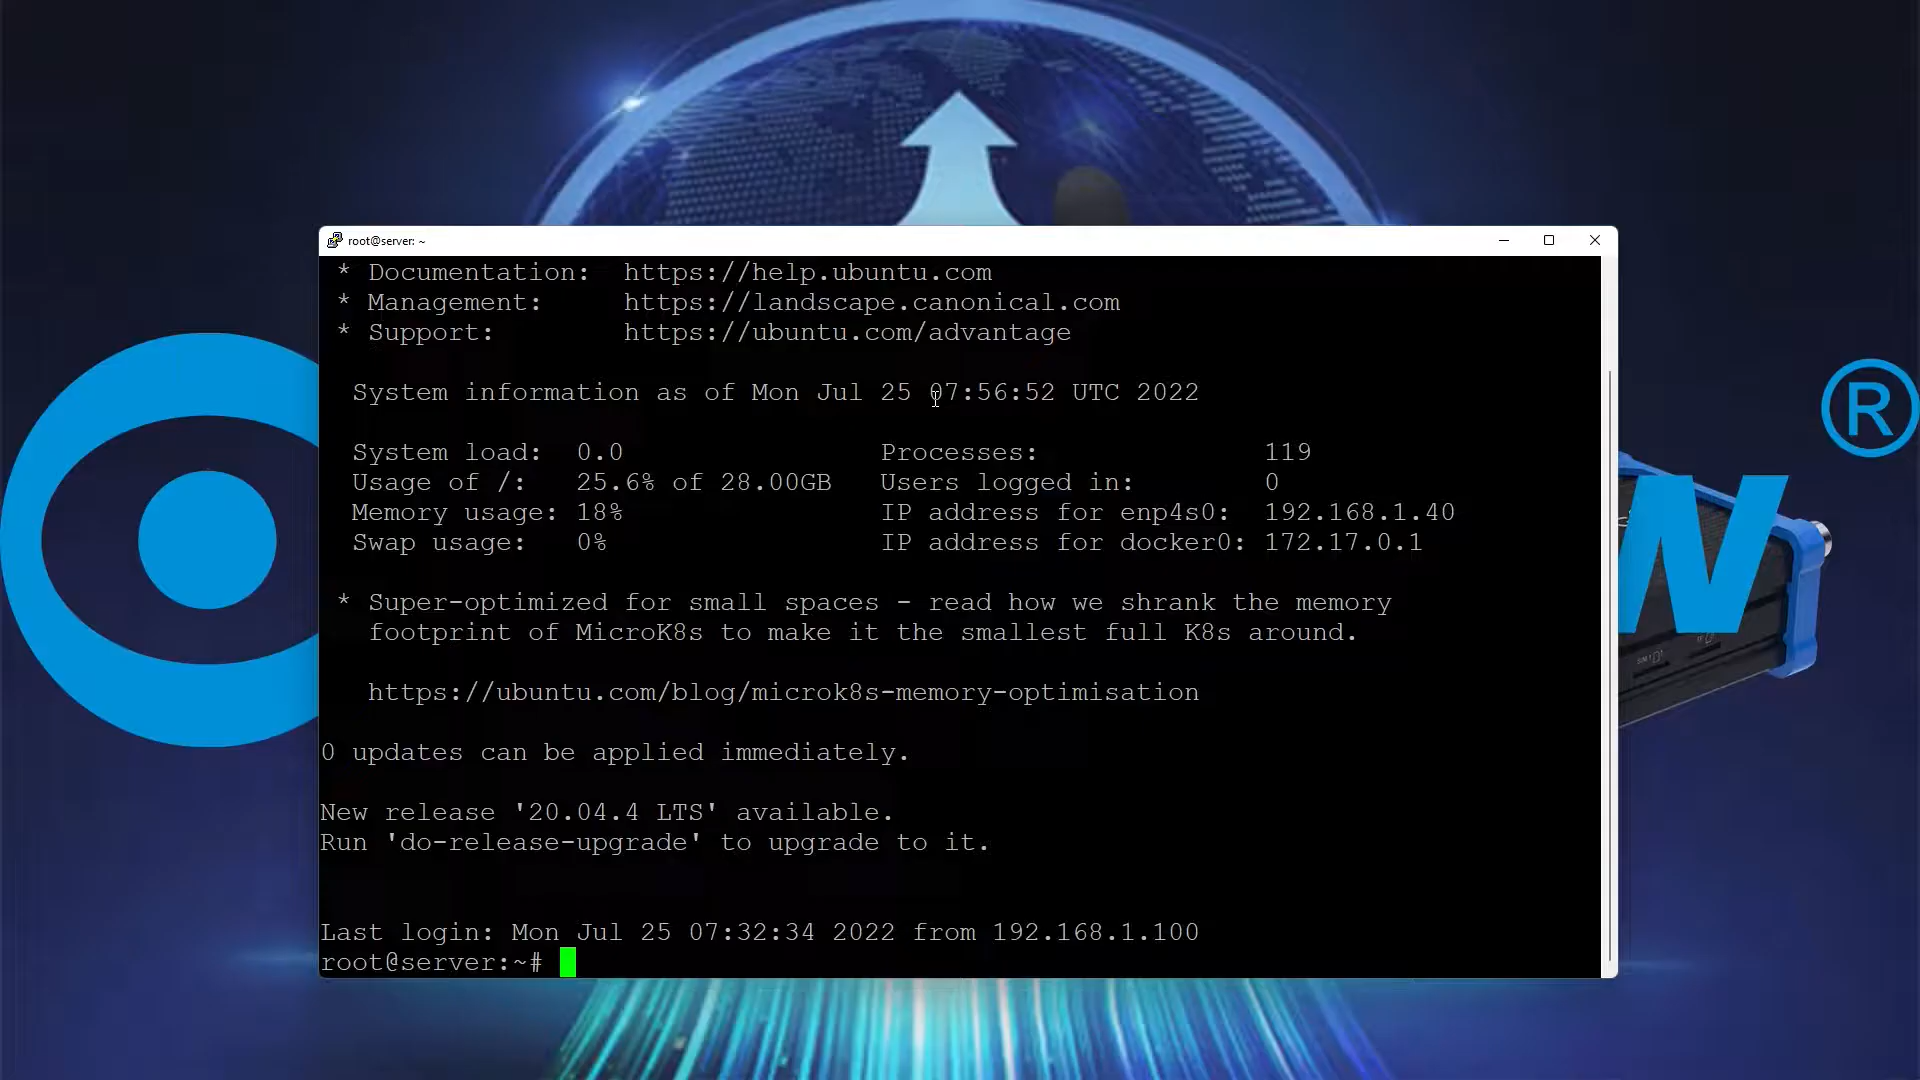 root@server: ~
* Documentation:  https://help.ubuntu.com
* Management:     https://landscape.canonical.com
* Support:        https://ubuntu.com/advantage
System information as of Mon Jul 25 07:56:52 UTC 2022
System load:  0.0                Processes:              119
Usage of /:   25.6% of 28.00GB   Users logged in:        0
Memory usage: 18%                IP address for enp4s0:  192.168.1.40
Swap usage:   0%                 IP address for docker0: 172.17.0.1
* Super-optimized for small spaces - read how we shrank the memory
footprint of MicroK8s to make it the smallest full K8s around.
https://ubuntu.com/blog/microk8s-memory-optimisation
0 updates can be applied immediately.
New release '20.04.4 LTS' available.
Run 'do-release-upgrade' to upgrade to it.
Last login: Mon Jul 25 07:32:34 2022 from 192.168.1.100
root@server:~#
W
®